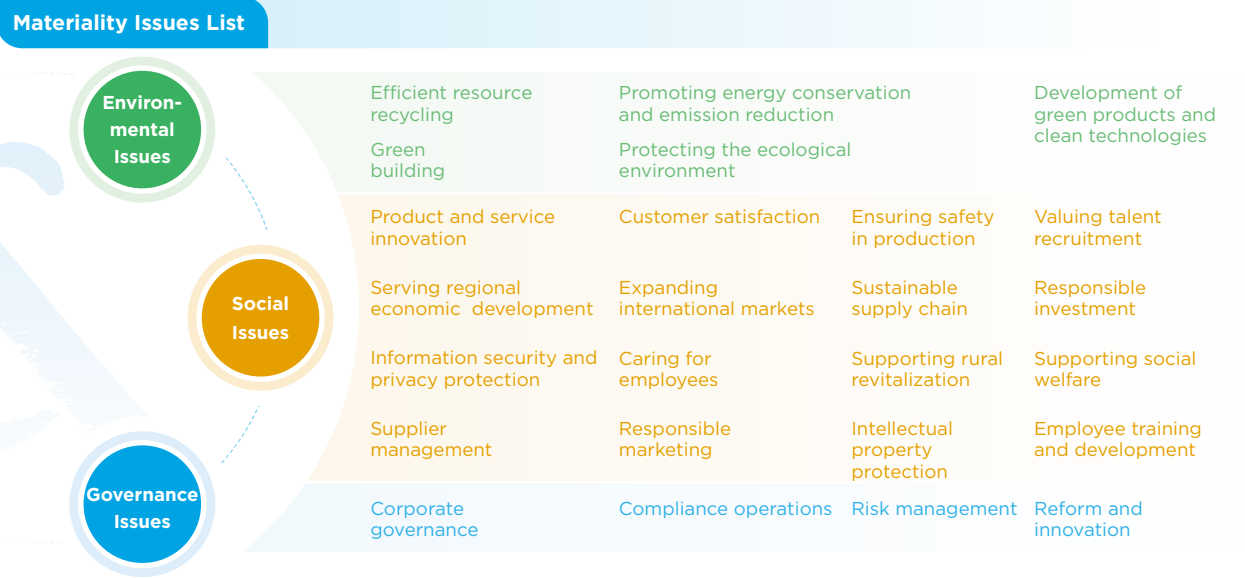 Materiality Issues List
Environ-
mental
Issues
Efficient resource
recycling
Promoting energy conservation
and emission reduction
Development of
green products and
clean technologies
Green
building
Protecting the ecological
environment
Social
Issues
Product and service
innovation
Customer satisfaction
Ensuring safety
in production
Valuing talent
recruitment
Serving regional
economic  development
Expanding
international markets
Sustainable
supply chain
Responsible
investment
Information security and
privacy protection
Caring for
employees
Supporting rural
revitalization
Supporting social
welfare
Supplier
management
Responsible
marketing
Intellectual
property
protection
Employee training
and development
Governance
Issues
Corporate
governance
Compliance operations
Risk management
Reform and
innovation